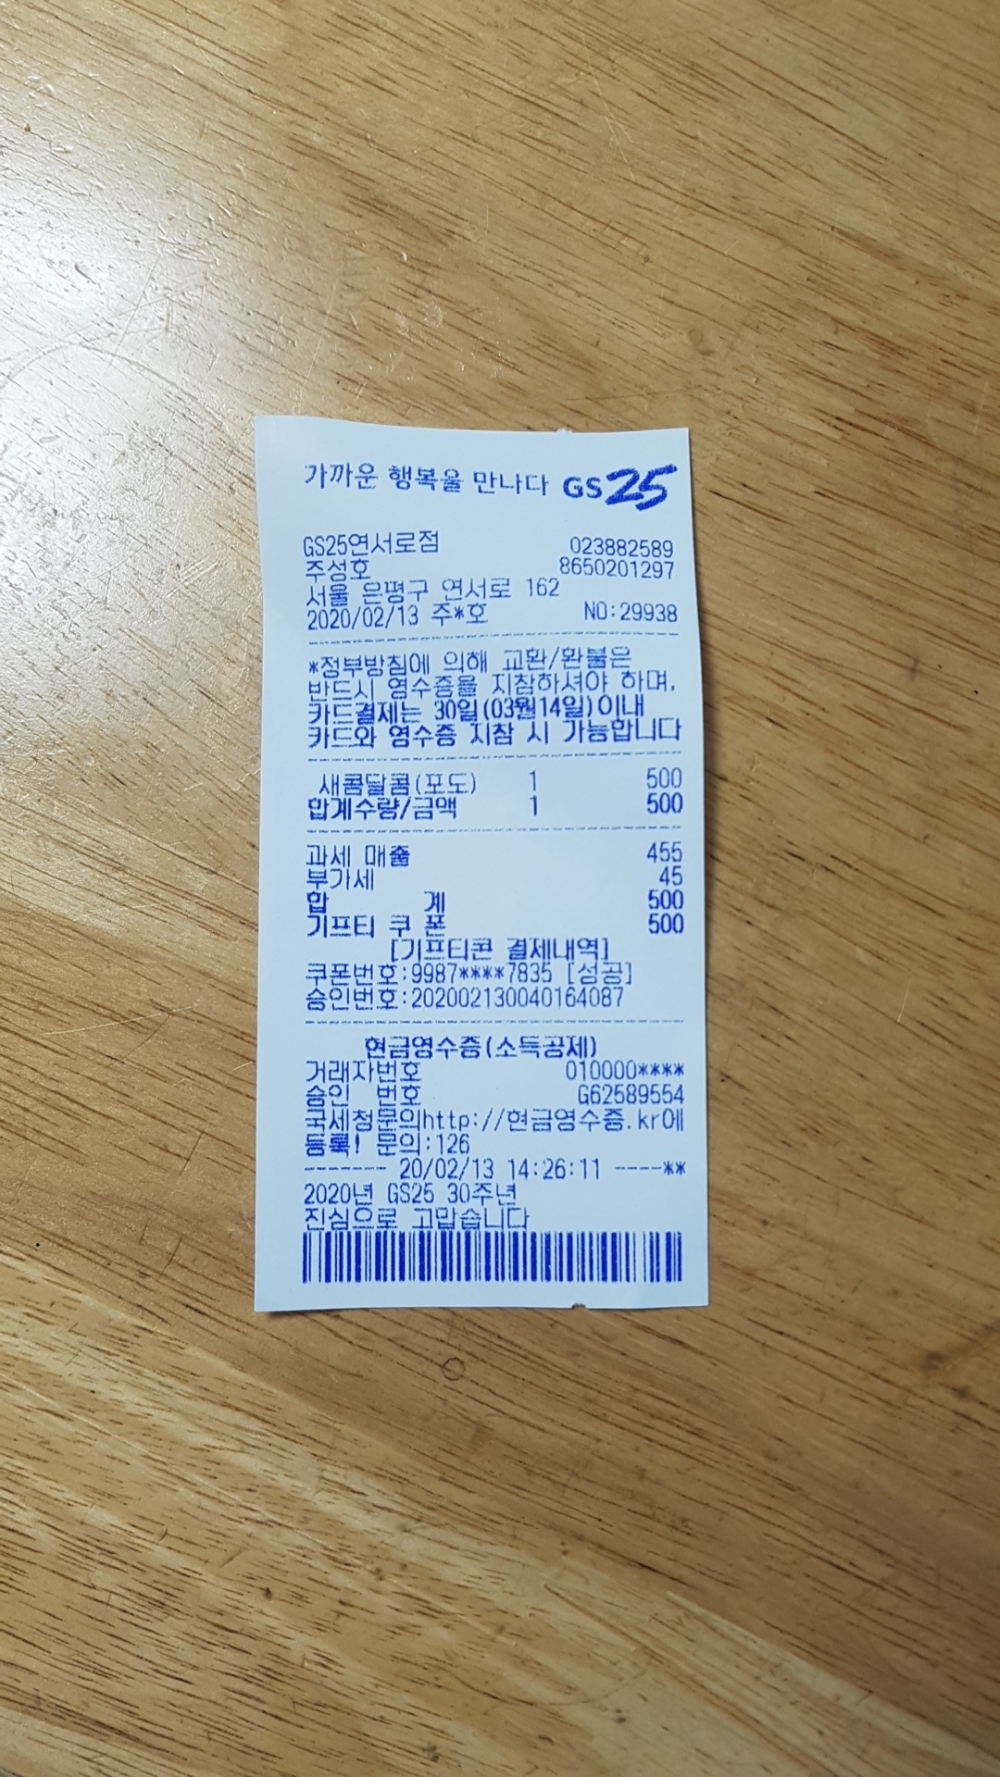 가까운 행복을 만나다 GS25
GS25연서로점 023882589
주성호 8650201297
서울 은평구 연서로 162
2020/02/13 주*호 NO:29938
*정부방침에 의해 교환/환불은
반드시 영수증을 지참하셔야 하며,
카드결제는 30일(03월14일)이내
카드와 영수증 지참 시 가능합니다
새콤달콤(포도) 1 500
합계수량/금액 1 500
과세 매출 455
부가세 45
합 계 500
기프티 쿠 폰 500
[기프티콘 결제내역]
쿠폰번호:9987****7835 [성공]
승인번호:202002130040164087
현금영수증(소득공제)
거래자번호 010000****
승인 번호 G62589554
국세청문의http://현금영수증.kr에
등록! 문의:126
------- 20/02/13 14:26:11 ----**
2020년 GS25 30주년
진심으로 고맙습니다